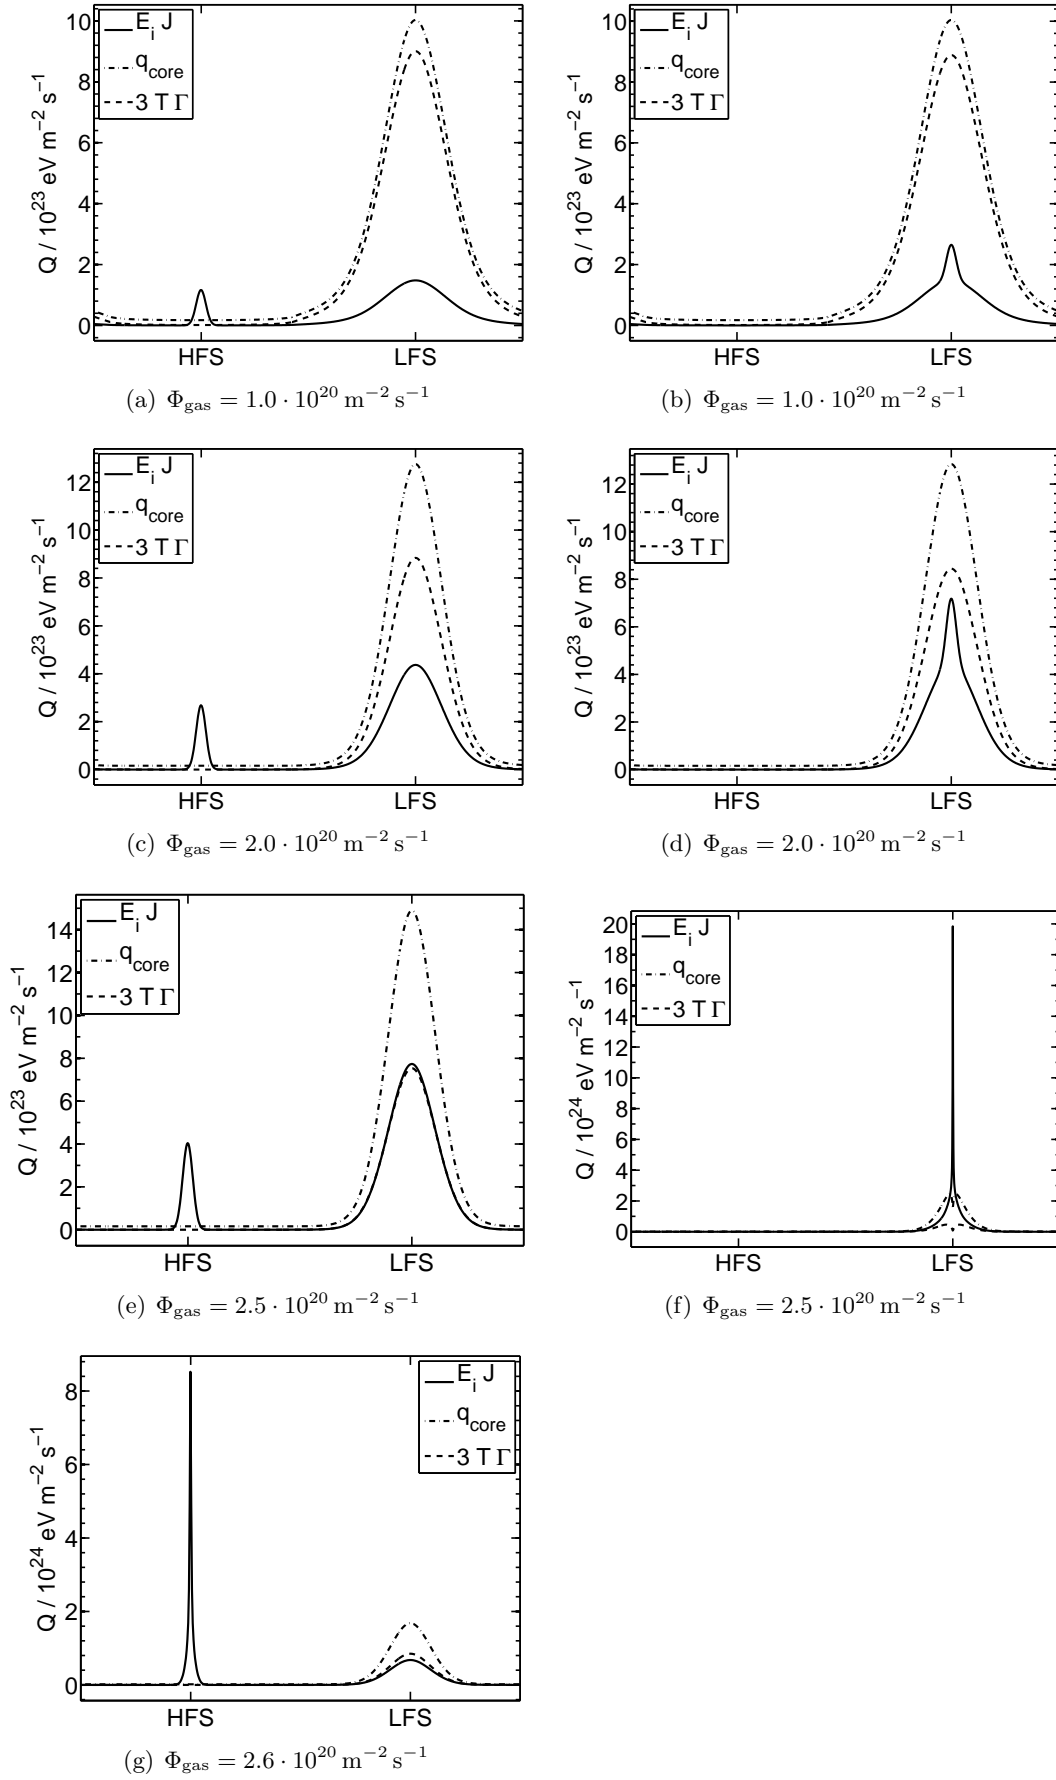 E_i J
q_core
3 T Γ
Q / 10^23 eV m^−2 s^−1
10
8
6
4
2
0
HFS LFS
(a) Φ_gas = 1.0 · 10^20 m^−2 s^−1
E_i J
q_core
3 T Γ
Q / 10^23 eV m^−2 s^−1
10
8
6
4
2
0
HFS LFS
(b) Φ_gas = 1.0 · 10^20 m^−2 s^−1
E_i J
q_core
3 T Γ
Q / 10^23 eV m^−2 s^−1
12
10
8
6
4
2
0
HFS LFS
(c) Φ_gas = 2.0 · 10^20 m^−2 s^−1
E_i J
q_core
3 T Γ
Q / 10^23 eV m^−2 s^−1
12
10
8
6
4
2
0
HFS LFS
(d) Φ_gas = 2.0 · 10^20 m^−2 s^−1
E_i J
q_core
3 T Γ
Q / 10^23 eV m^−2 s^−1
14
12
10
8
6
4
2
0
HFS LFS
(e) Φ_gas = 2.5 · 10^20 m^−2 s^−1
E_i J
q_core
3 T Γ
Q / 10^24 eV m^−2 s^−1
20
18
16
14
12
10
8
6
4
2
0
HFS LFS
(f) Φ_gas = 2.5 · 10^20 m^−2 s^−1
E_i J
q_core
3 T Γ
Q / 10^24 eV m^−2 s^−1
8
6
4
2
0
HFS LFS
(g) Φ_gas = 2.6 · 10^20 m^−2 s^−1